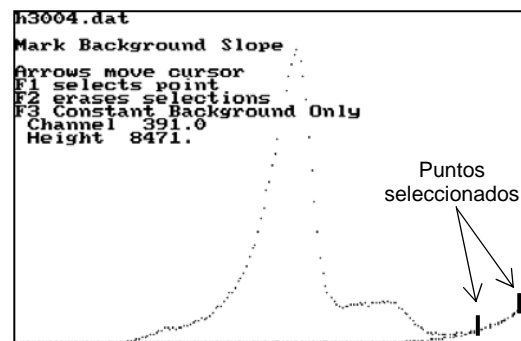 h3004.dat
Mark Background Slope
Arrows move cursor
F1 selects point
F2 erases selections
F3 Constant Background Only
Channel 391.0
Height 8471.
Puntos
seleccionados